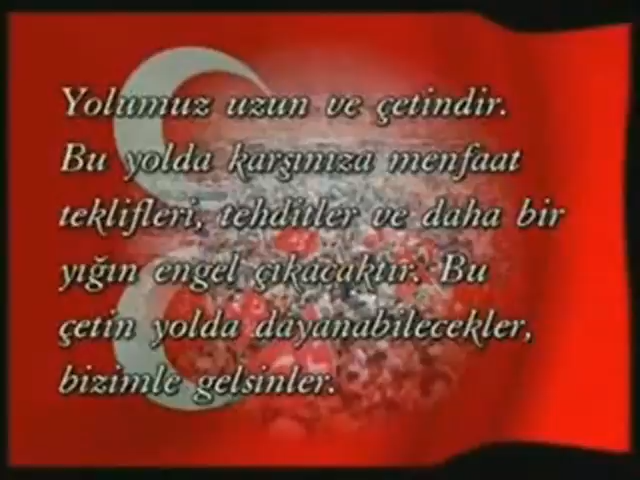 Yolumuz uzun ve çetindir.
Bu yolda karşınıza menfaat
teklifleri, tehditler ve daha bir
yığın engel çıkacaktır. Bu
çetin yolda dayanabilecekler,
bizimle gelsinler.